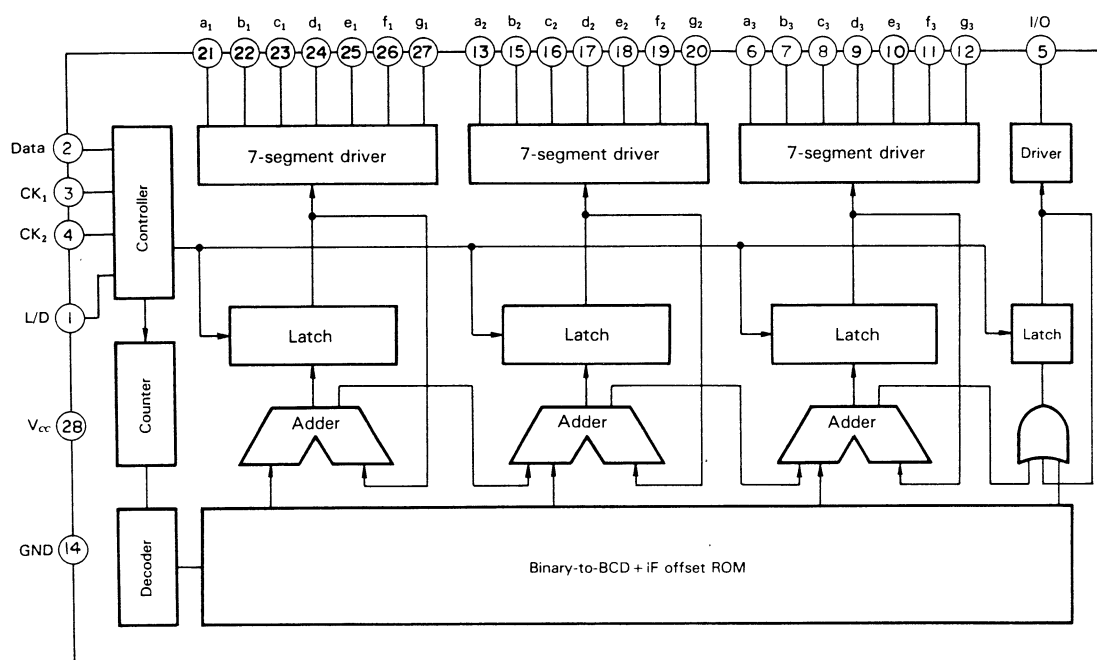 a₁ b₁ c₁ d₁ e₁ f₁ g₁ a₂ b₂ c₂ d₂ e₂ f₂ g₂ a₃ b₃ c₃ d₃ e₃ f₃ g₃ I/O
21 22 23 24 25 26 27 13 15 16 17 18 19 20 6 7 8 9 10 11 12 5
7-segment driver 7-segment driver 7-segment driver Driver
Data 2
CK₁ 3
CK₂ 4
Controller
L/D 1
Latch Latch Latch Latch
Counter
Vcc 28
Adder Adder Adder
GND 14
Decoder
Binary-to-BCD + iF offset ROM